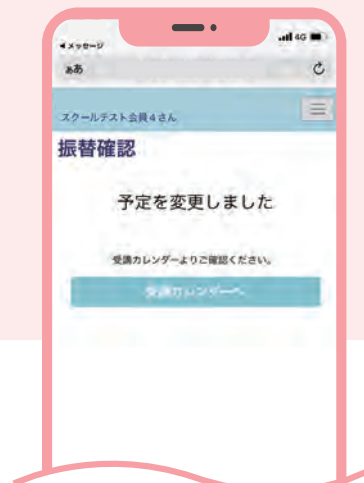 ◀メッセージ
4G
ぁあ
スクールテスト会員4さん
振替確認
予定を変更しました
受講カレンダーよりご確認ください。
受講カレンダーへ